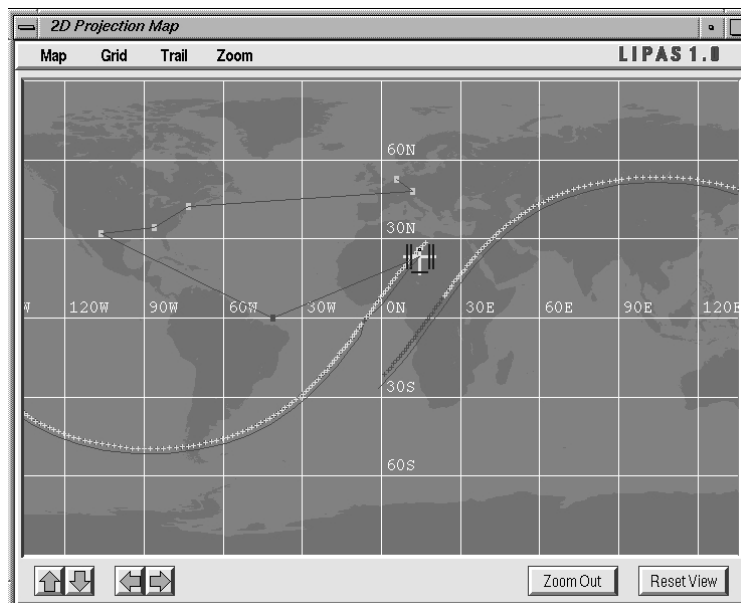 2D Projection Map
Map Grid Trail Zoom LIPAS 1.0
60N
30N
W 120W 90W 60W 30W 0N 30E 60E 90E 120E
30S
60S
Zoom Out Reset View